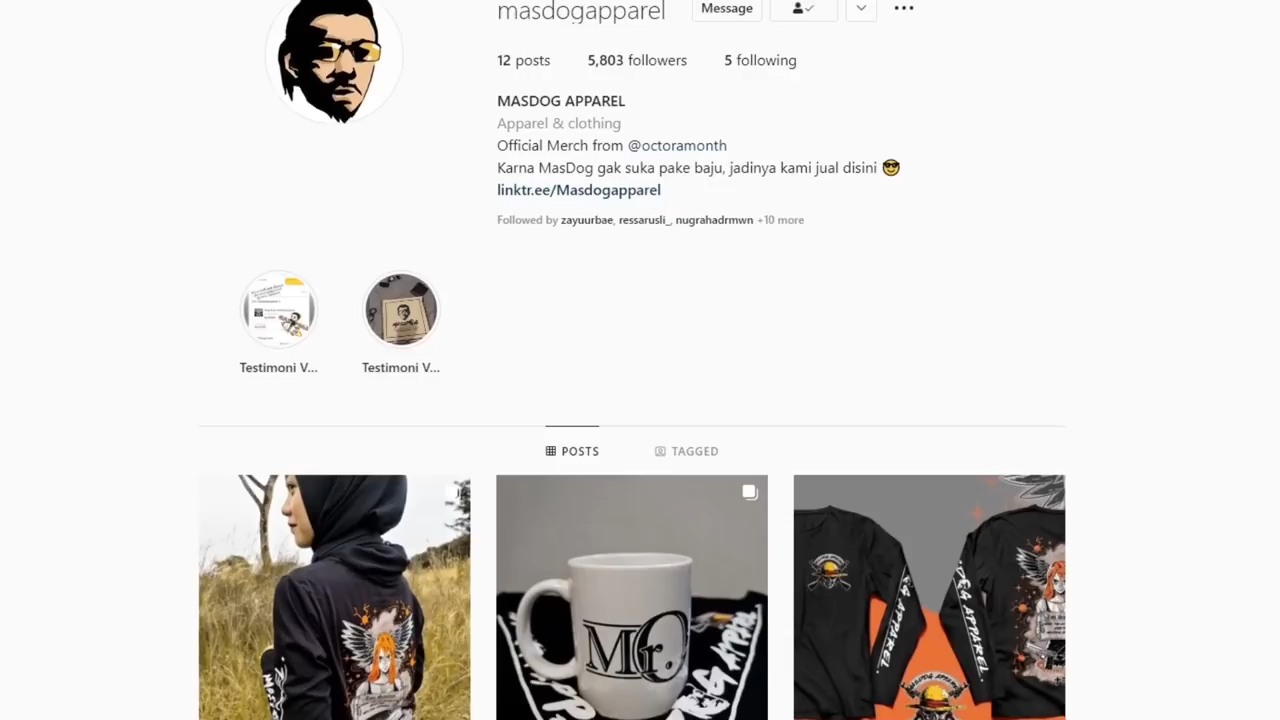 masdogapparel Message
12 posts 5,803 followers 5 following
MASDOG APPAREL
Apparel & clothing
Official Merch from @octoramonth
Karna MasDog gak suka pake baju, jadinya kami jual disini 😎
linktr.ee/Masdogapparel
Followed by zayuurbae, ressarusli_, nugrahadrmwn +10 more
Testimoni V... Testimoni V...
POSTS TAGGED
Mr.O
APPAREL
MASDOG APPAREL